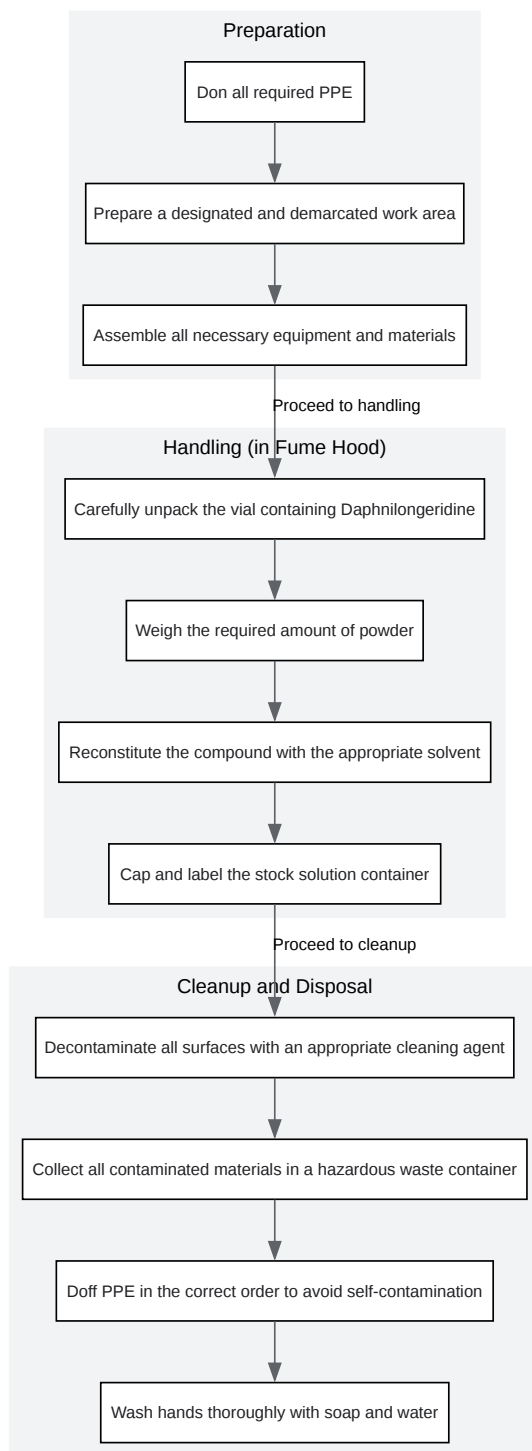 Preparation
Don all required PPE
Prepare a designated and demarcated work area
Assemble all necessary equipment and materials
Proceed to handling
Handling (in Fume Hood)
Carefully unpack the vial containing Daphnilongeridine
Weigh the required amount of powder
Reconstitute the compound with the appropriate solvent
Cap and label the stock solution container
Proceed to cleanup
Cleanup and Disposal
Decontaminate all surfaces with an appropriate cleaning agent
Collect all contaminated materials in a hazardous waste container
Doff PPE in the correct order to avoid self-contamination
Wash hands thoroughly with soap and water